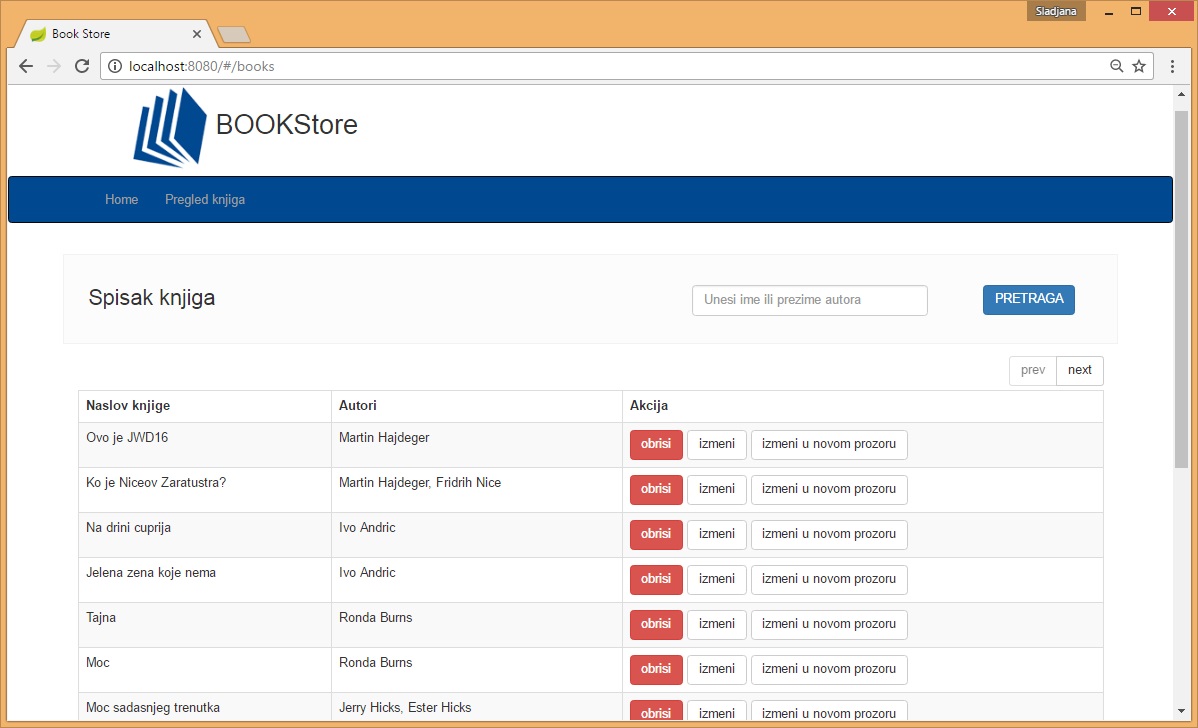 Sladjana
Book Store
localhost:8080/#/books
BOOKStore
Home Pregled knjiga
Spisak knjiga Unesi ime ili prezime autora PRETRAGA
prev next
Naslov knjige Autori Akcija
Ovo je JWD16 Martin Hajdeger obrisi izmeni izmeni u novom prozoru
Ko je Niceov Zaratustra? Martin Hajdeger, Fridrih Nice obrisi izmeni izmeni u novom prozoru
Na drini cuprija Ivo Andric obrisi izmeni izmeni u novom prozoru
Jelena zena koje nema Ivo Andric obrisi izmeni izmeni u novom prozoru
Tajna Ronda Burns obrisi izmeni izmeni u novom prozoru
Moc Ronda Burns obrisi izmeni izmeni u novom prozoru
Moc sadasnjeg trenutka Jerry Hicks, Ester Hicks obrisi izmeni izmeni u novom prozoru